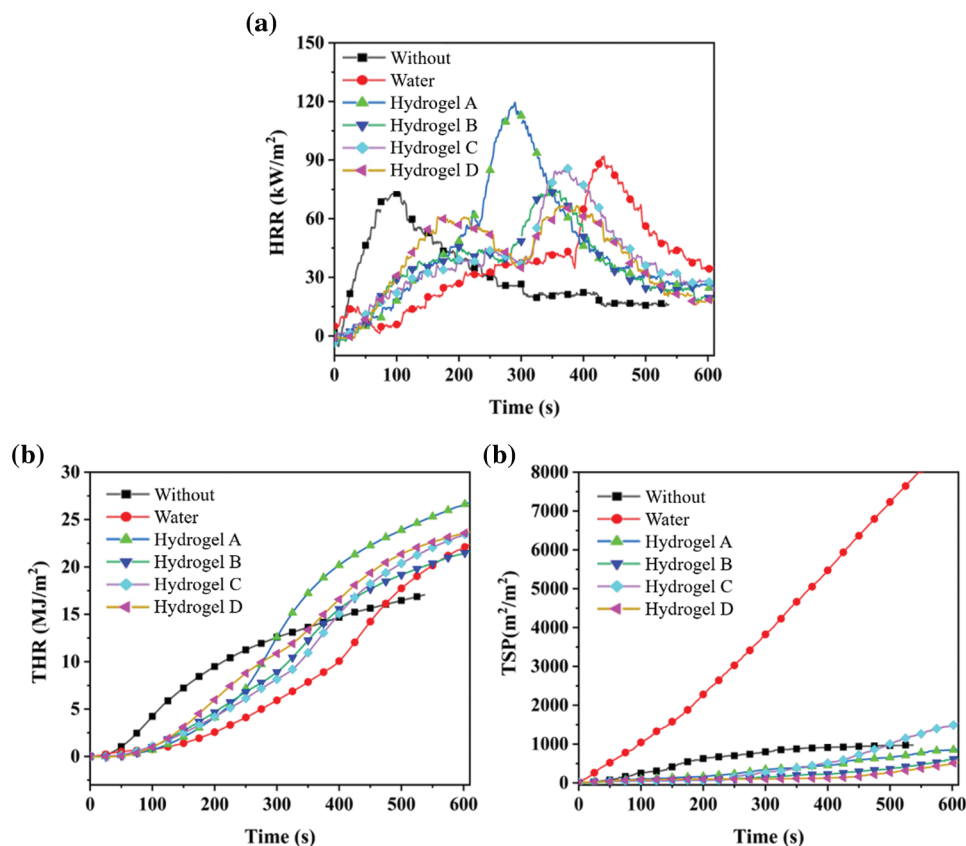 (a)
150
120
90
60
30
0
HRR (kW/m²)
Without
Water
Hydrogel A
Hydrogel B
Hydrogel C
Hydrogel D
0 100 200 300 400 500 600
Time (s)
(b)
30
25
20
15
10
5
0
THR (MJ/m²)
Without
Water
Hydrogel A
Hydrogel B
Hydrogel C
Hydrogel D
0 100 200 300 400 500 600
Time (s)
(b)
8000
7000
6000
5000
4000
3000
2000
1000
0
TSP(m²/m²)
Without
Water
Hydrogel A
Hydrogel B
Hydrogel C
Hydrogel D
0 100 200 300 400 500 600
Time (s)